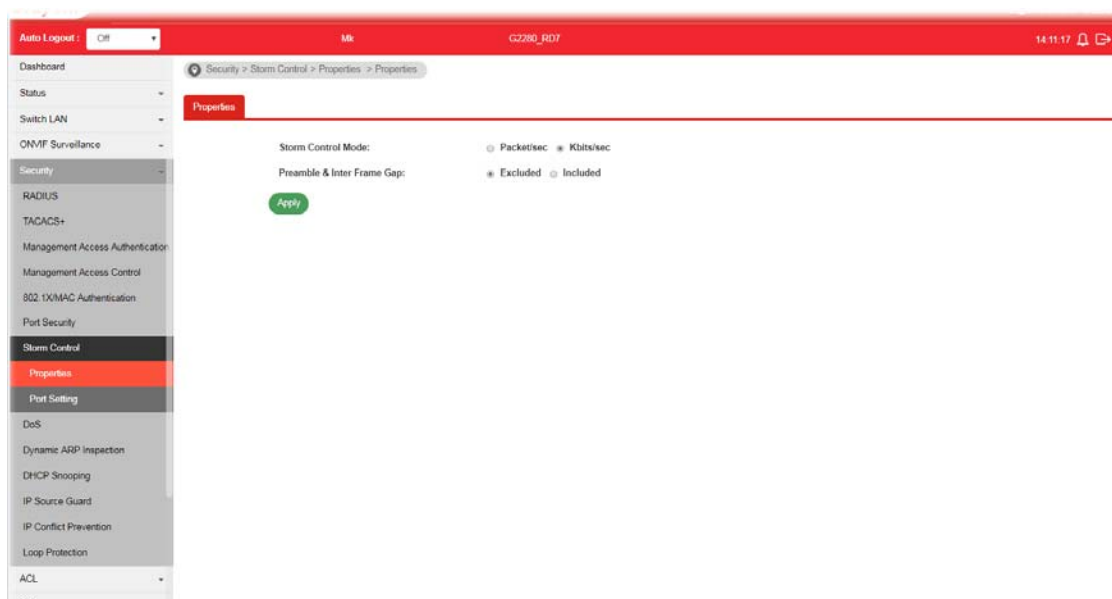 Auto Logout : Off Mk G2280_RD7 14:11:17
Dashboard
Status
Switch LAN
ONVIF Surveillance
Security
RADIUS
TACACS+
Management Access Authentication
Management Access Control
802.1X/MAC Authentication
Port Security
Storm Control
Properties
Port Setting
DoS
Dynamic ARP Inspection
DHCP Snooping
IP Source Guard
IP Conflict Prevention
Loop Protection
ACL
Security > Storm Control > Properties > Properties
Properties
Storm Control Mode: Packet/sec Kbits/sec
Preamble & Inter Frame Gap: Excluded Included
Apply